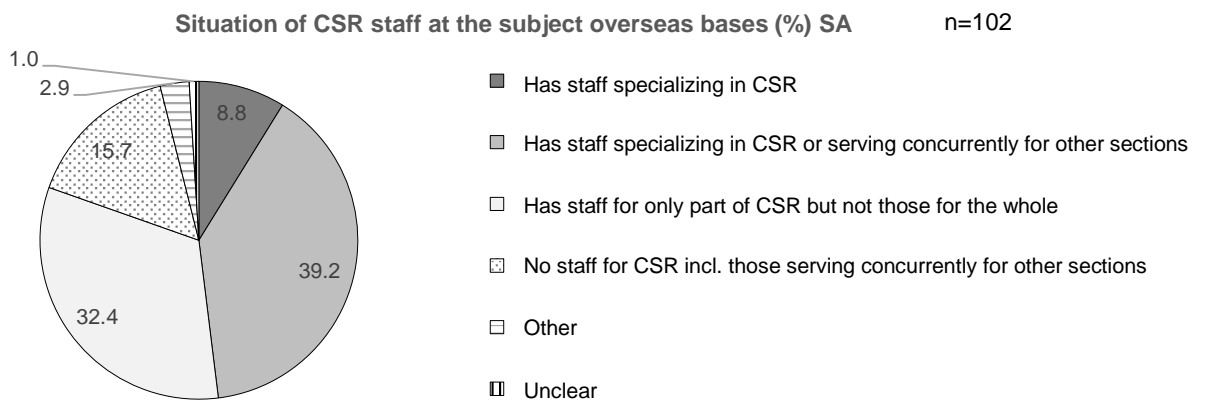 Situation of CSR staff at the subject overseas bases (%) SA n=102
1.0
2.9
8.8
15.7
39.2
32.4
Has staff specializing in CSR
Has staff specializing in CSR or serving concurrently for other sections
Has staff for only part of CSR but not those for the whole
No staff for CSR incl. those serving concurrently for other sections
Other
Unclear